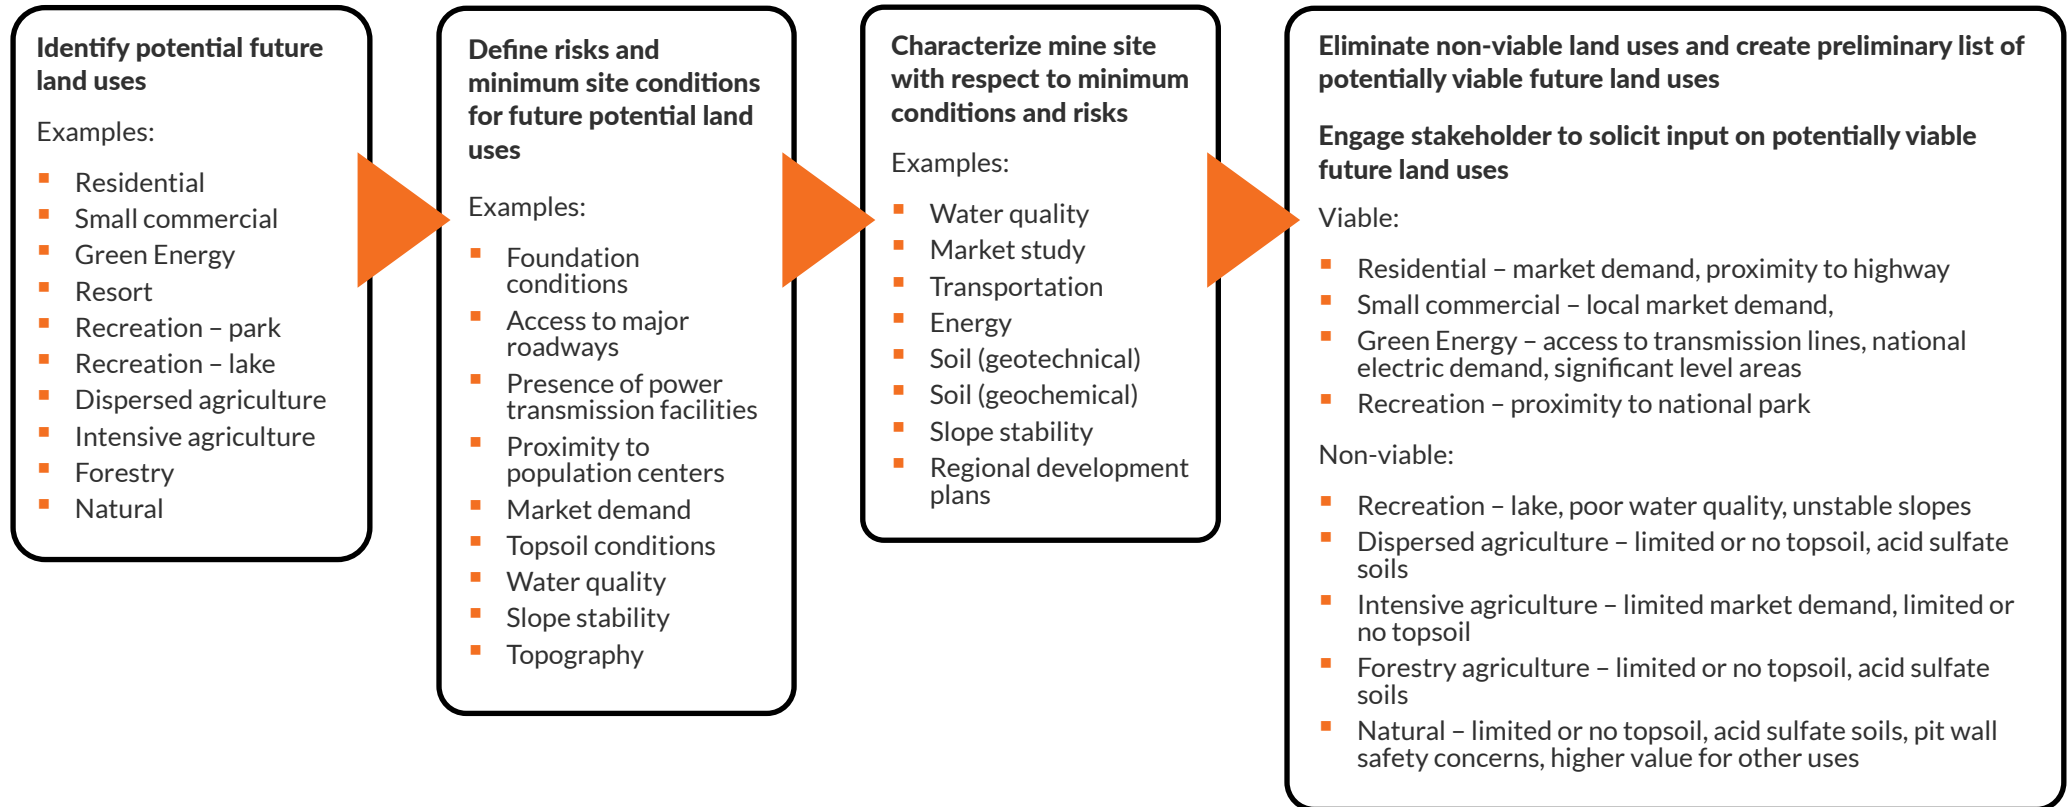 Identify potential future
land uses
Examples:
Residential
Small commercial
Green Energy
Resort
Recreation – park
Recreation – lake
Dispersed agriculture
Intensive agriculture
Forestry
Natural
Define risks and
minimum site conditions
for future potential land
uses
Examples:
Foundation
conditions
Access to major
roadways
Presence of power
transmission facilities
Proximity to
population centers
Market demand
Topsoil conditions
Water quality
Slope stability
Topography
Characterize mine site
with respect to minimum
conditions and risks
Examples:
Water quality
Market study
Transportation
Energy
Soil (geotechnical)
Soil (geochemical)
Slope stability
Regional development
plans
Eliminate non-viable land uses and create preliminary list of
potentially viable future land uses
Engage stakeholder to solicit input on potentially viable
future land uses
Viable:
Residential – market demand, proximity to highway
Small commercial – local market demand,
Green Energy – access to transmission lines, national
electric demand, significant level areas
Recreation – proximity to national park
Non-viable:
Recreation – lake, poor water quality, unstable slopes
Dispersed agriculture – limited or no topsoil, acid sulfate
soils
Intensive agriculture – limited market demand, limited or
no topsoil
Forestry agriculture – limited or no topsoil, acid sulfate
soils
Natural – limited or no topsoil, acid sulfate soils, pit wall
safety concerns, higher value for other uses